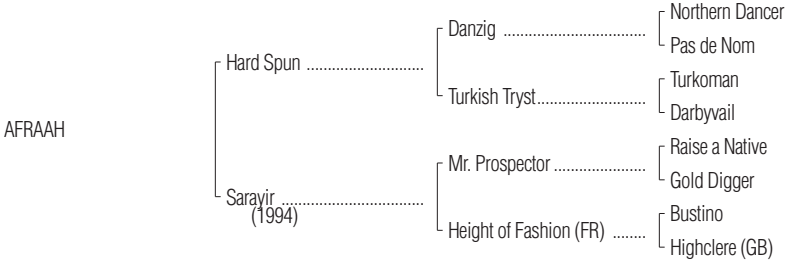 Northern Dancer
Danzig ..................................
Pas de Nom
Hard Spun ............................
Turkoman
Turkish Tryst..........................
Darbyvail
AFRAAH
Raise a Native
Mr. Prospector ......................
Gold Digger
Sarayir ..................................
(1994)
Bustino
Height of Fashion (FR) ........
Highclere (GB)